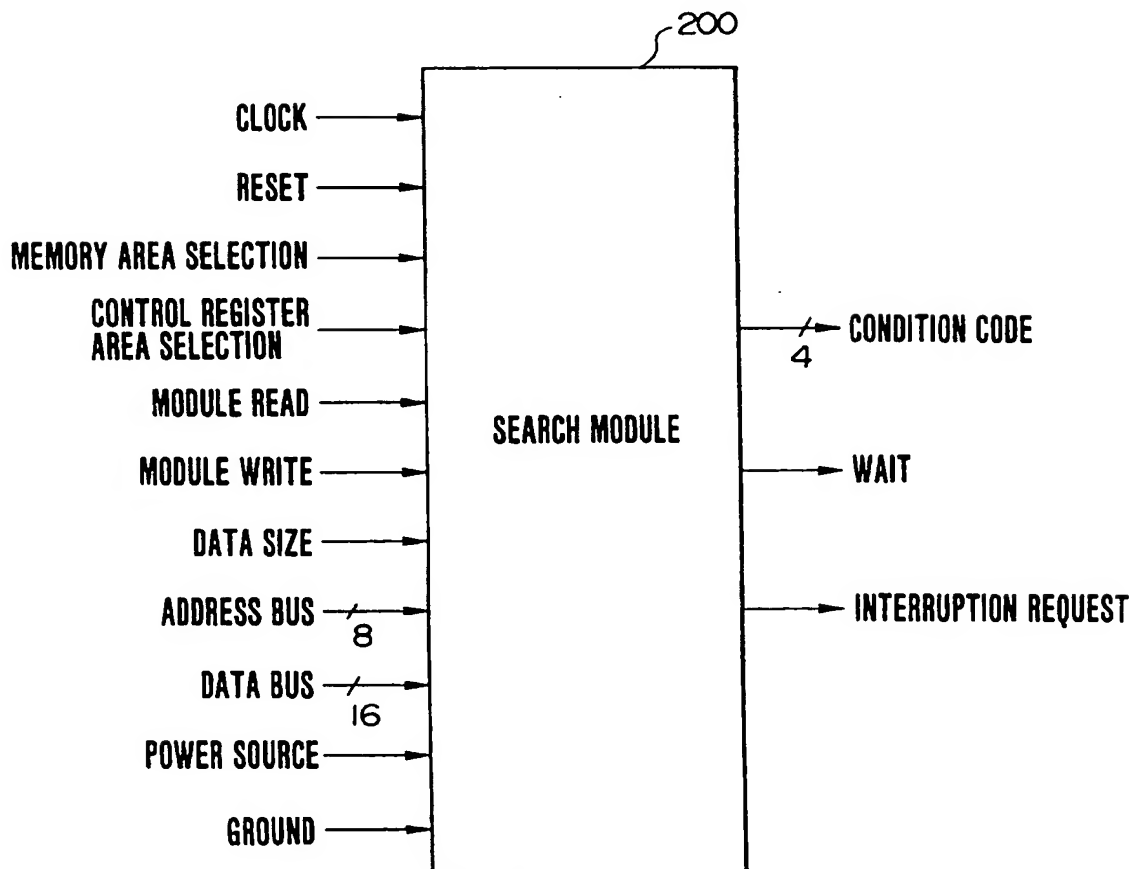 200
CLOCK
RESET
MEMORY AREA SELECTION
CONTROL REGISTER
AREA SELECTION
MODULE READ
MODULE WRITE
DATA SIZE
ADDRESS BUS
8
DATA BUS
16
POWER SOURCE
GROUND
SEARCH MODULE
CONDITION CODE
4
WAIT
INTERRUPTION REQUEST